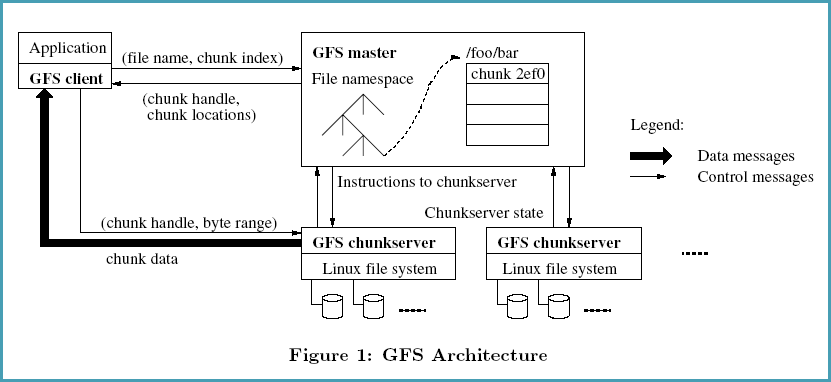 Application
GFS client
(file name, chunk index)
(chunk handle,
chunk locations)
GFS master
File namespace
/foo/bar
chunk 2ef0
Legend:
Data messages
Control messages
Instructions to chunkserver
Chunkserver state
(chunk handle, byte range)
chunk data
GFS chunkserver
Linux file system
GFS chunkserver
Linux file system
Figure 1: GFS Architecture